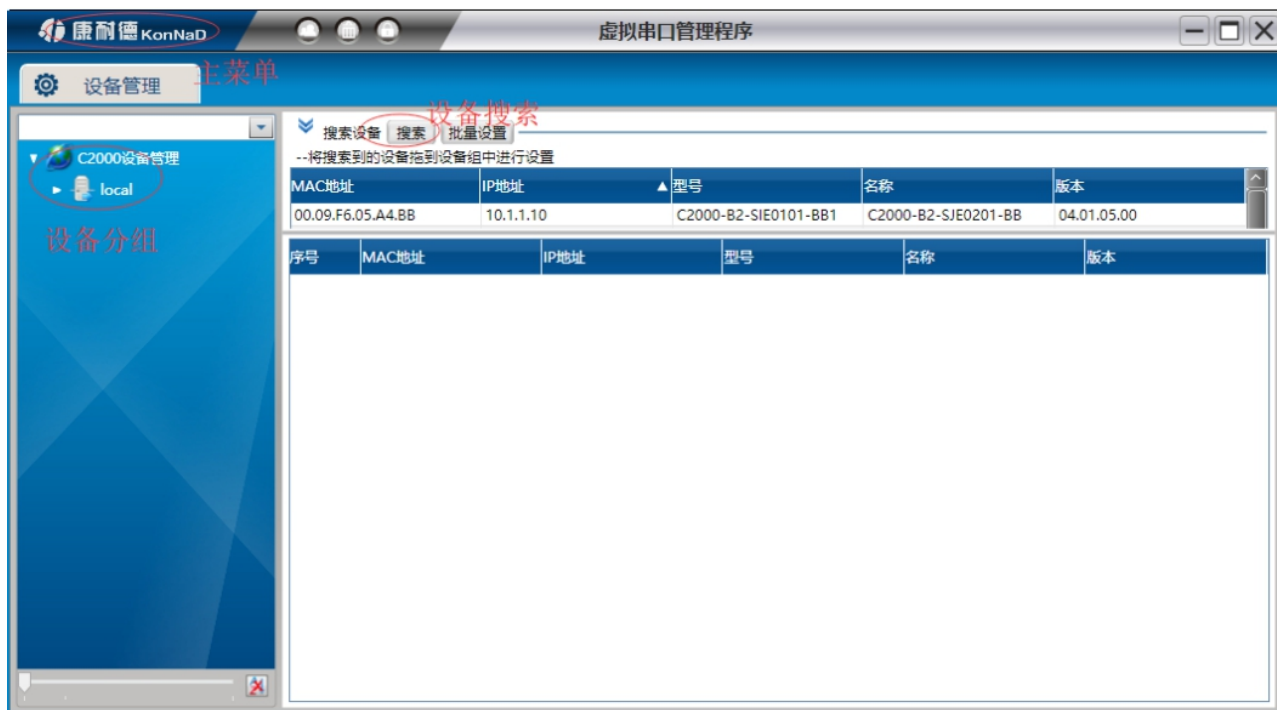 康耐德 KonNaD
虚拟串口管理程序
设备管理
主菜单
设备搜索
搜索设备 搜索 批量设置
--将搜索到的设备拖到设备组中进行设置
C2000设备管理
local
设备分组
MAC地址 IP地址 型号 名称 版本
00.09.F6.05.A4.BB 10.1.1.10 C2000-B2-SIE0101-BB1 C2000-B2-SJE0201-BB 04.01.05.00
序号 MAC地址 IP地址 型号 名称 版本